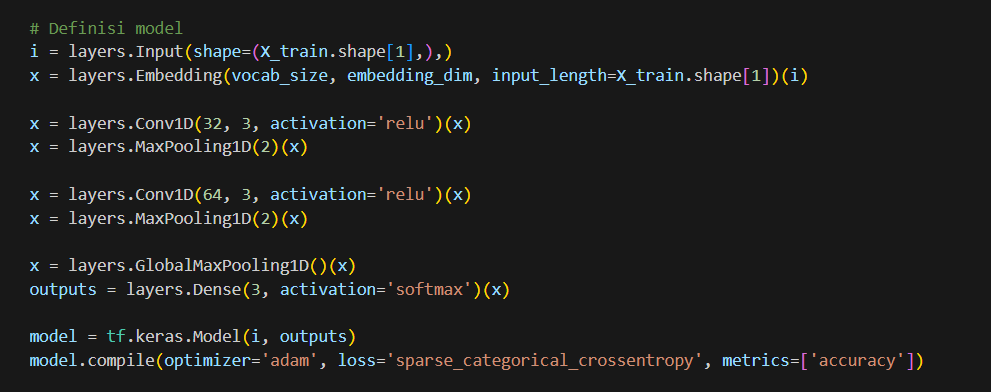 # Definisi model
i = layers.Input(shape=(X_train.shape[1],),)
x = layers.Embedding(vocab_size, embedding_dim, input_length=X_train.shape[1])(i)
x = layers.Conv1D(32, 3, activation='relu')(x)
x = layers.MaxPooling1D(2)(x)
x = layers.Conv1D(64, 3, activation='relu')(x)
x = layers.MaxPooling1D(2)(x)
x = layers.GlobalMaxPooling1D()(x)
outputs = layers.Dense(3, activation='softmax')(x)
model = tf.keras.Model(i, outputs)
model.compile(optimizer='adam', loss='sparse_categorical_crossentropy', metrics=['accuracy'])